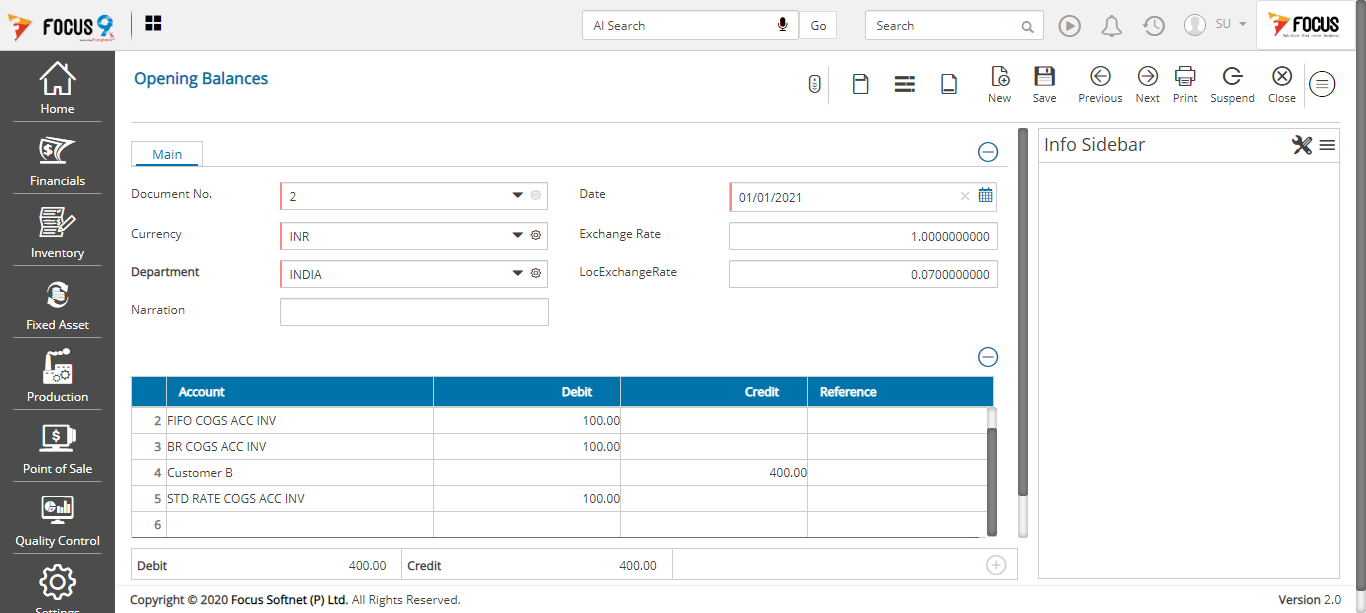 FOCUS 9
AI Search
Go
Search
SU
FOCUS
Home
Financials
Inventory
Fixed Asset
Production
Point of Sale
Quality Control
Settings
Opening Balances
New
Save
Previous
Next
Print
Suspend
Close
Main
Document No.
2
Date
01/01/2021
Currency
INR
Exchange Rate
1.0000000000
Department
INDIA
LocExchangeRate
0.0700000000
Narration
Account Debit Credit Reference
2 FIFO COGS ACC INV 100.00
3 BR COGS ACC INV 100.00
4 Customer B 400.00
5 STD RATE COGS ACC INV 100.00
6
Debit 400.00 Credit 400.00
Info Sidebar
Copyright © 2020 Focus Softnet (P) Ltd. All Rights Reserved.
Version 2.0